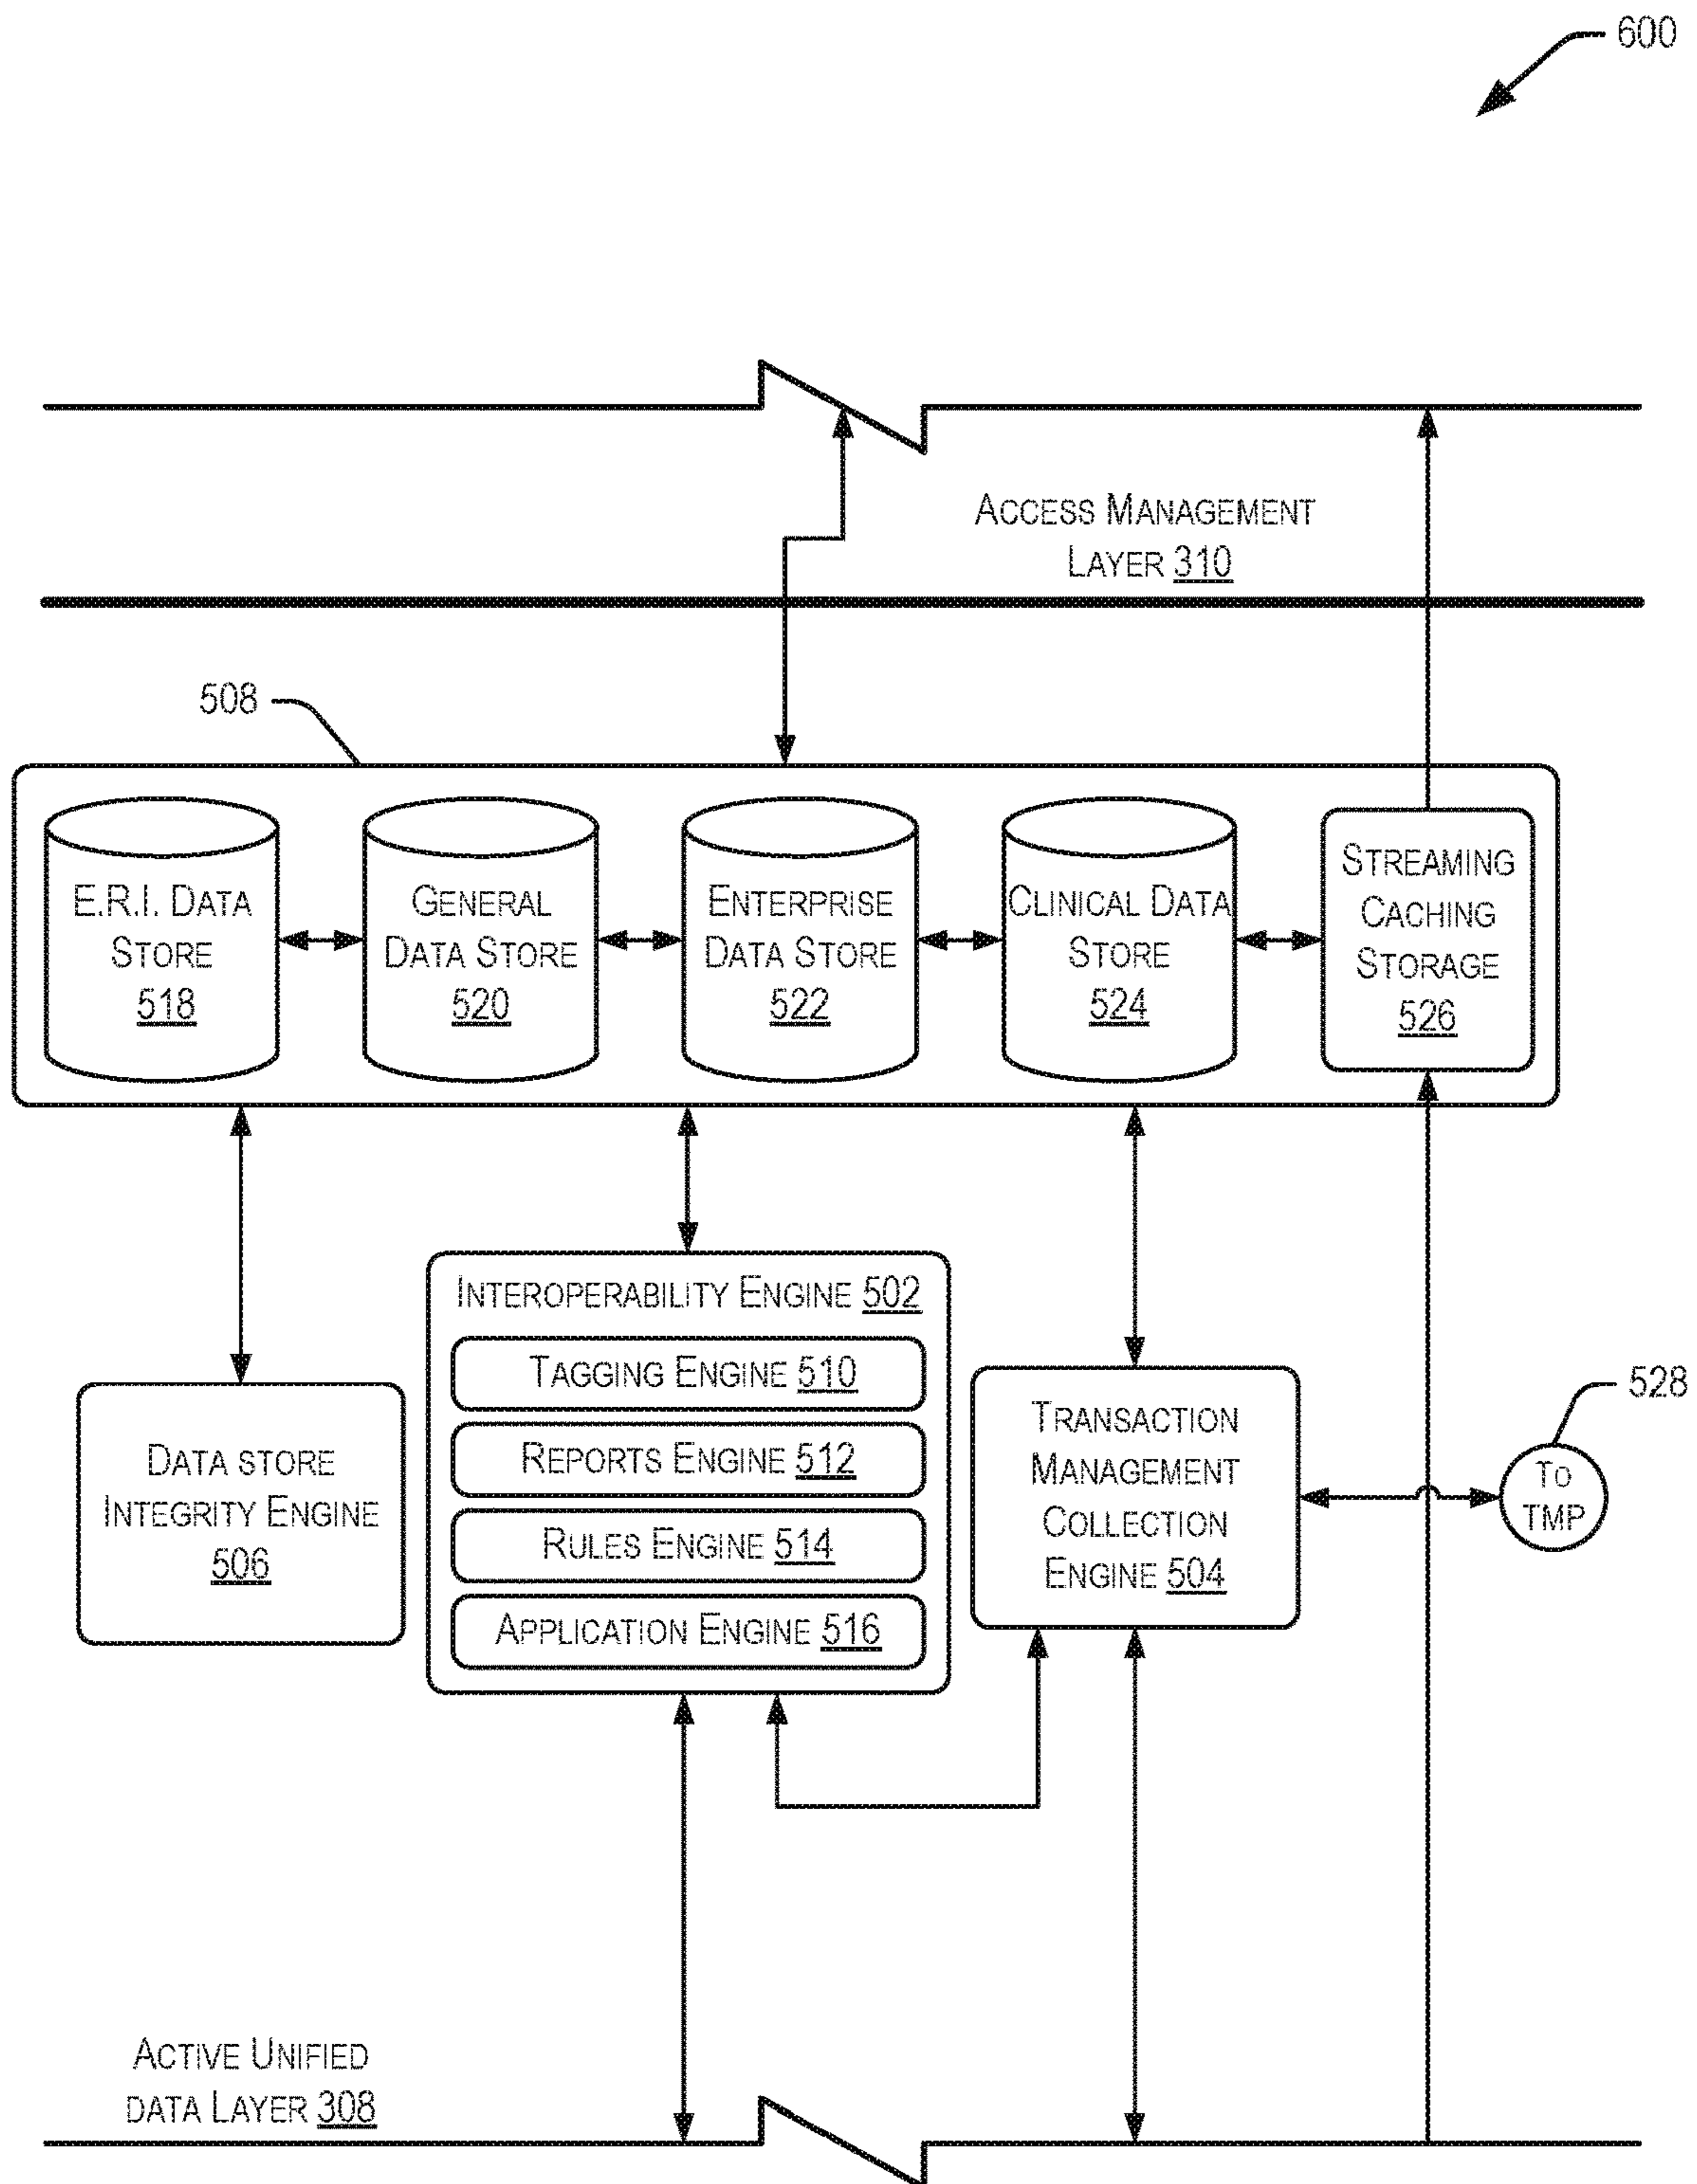 600
ACCESS MANAGEMENT
LAYER 310
508
E.R.I. DATA
STORE
518
GENERAL
DATA STORE
520
ENTERPRISE
DATA STORE
522
CLINICAL DATA
STORE
524
STREAMING
CACHING
STORAGE
526
INTEROPERABILITY ENGINE 502
TAGGING ENGINE 510
REPORTS ENGINE 512
RULES ENGINE 514
APPLICATION ENGINE 516
DATA STORE
INTEGRITY ENGINE
506
TRANSACTION
MANAGEMENT
COLLECTION
ENGINE 504
528
TO
TMP
ACTIVE UNIFIED
DATA LAYER 308